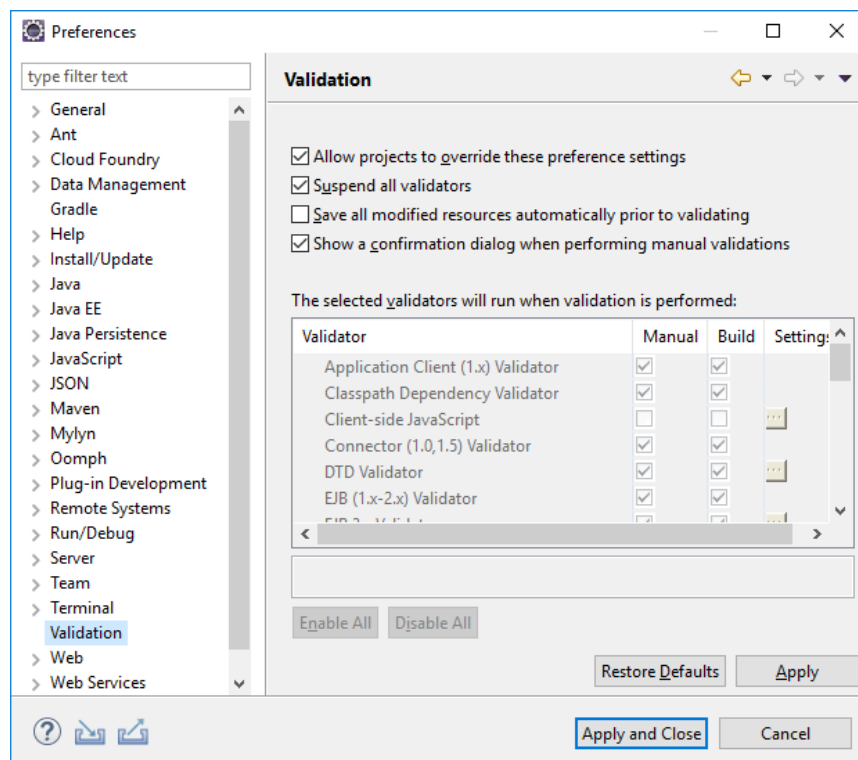 Preferences
type filter text
General
Ant
Cloud Foundry
Data Management
Gradle
Help
Install/Update
Java
Java EE
Java Persistence
JavaScript
JSON
Maven
Mylyn
Oomph
Plug-in Development
Remote Systems
Run/Debug
Server
Team
Terminal
Validation
Web
Web Services
Validation
Allow projects to override these preference settings
Suspend all validators
Save all modified resources automatically prior to validating
Show a confirmation dialog when performing manual validations
The selected validators will run when validation is performed:
Validator Manual Build Settings
Application Client (1.x) Validator
Classpath Dependency Validator
Client-side JavaScript
Connector (1.0,1.5) Validator
DTD Validator
EJB (1.x-2.x) Validator
Enable All Disable All
Restore Defaults Apply
Apply and Close Cancel